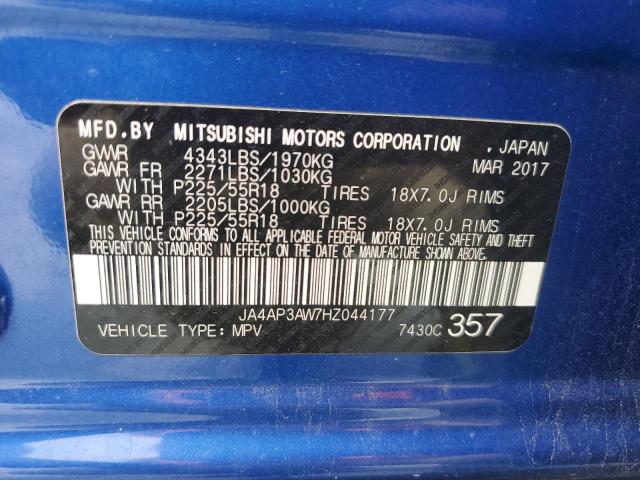 MFD.BY MITSUBISHI MOTORS CORPORATION . JAPAN
GVWR 4343LBS/1970KG MAR 2017
GAWR FR 2271LBS/1030KG
WITH P225/55R18 TIRES 18X7.0J RIMS
GAWR RR 2205LBS/1000KG
WITH P225/55R18 TIRES 18X7.0J RIMS
THIS VEHICLE CONFORMS TO ALL APPLICABLE FEDERAL MOTOR VEHICLE SAFETY AND THEFT
PREVENTION STANDARDS IN EFFECT ON THE DATE OF MANUFACTURE SHOWN ABOVE.
JA4AP3AW7HZ044177
VEHICLE TYPE: MPV 7430C 357